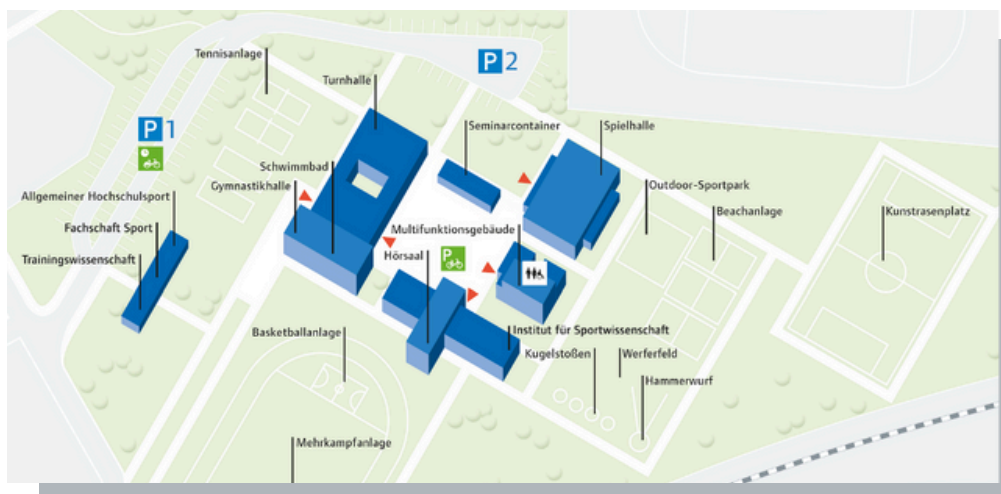 Tennisanlage
P 2
Turnhalle
P 1
Seminarcontainer
Spielhalle
Schwimmbad
Gymnastikhalle
Allgemeiner Hochschulsport
Outdoor-Sportpark
Beachanlage
Kunstrasenplatz
Fachschaft Sport
Multifunktionsgebäude
Trainingswissenschaft
Hörsaal
P
Basketballanlage
Institut für Sportwissenschaft
Kugelstoßen
Werferfeld
Hammerwurf
Mehrkampfanlage